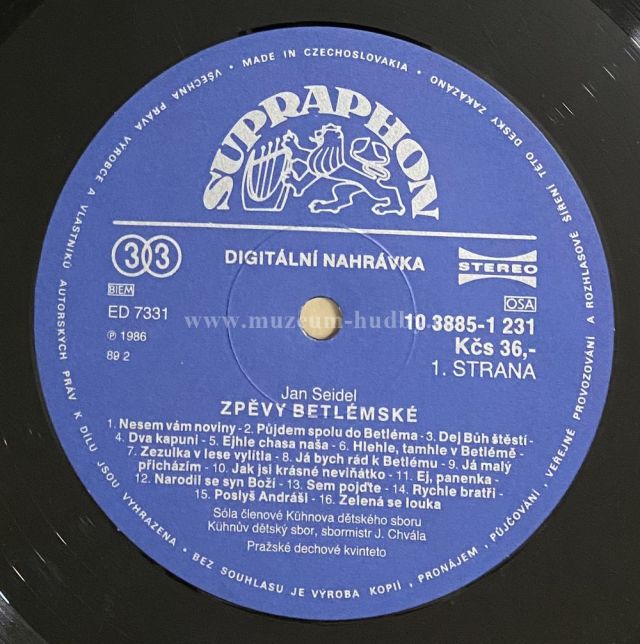 VŠECHNA PRÁVA VÝROBCE A VLASTNÍKŮ AUTORSKÝCH PRÁV K DÍLU JSOU VYHRAZENA • BEZ SOUHLASU JE VÝROBA KOPIÍ, PRONÁJEM, PŮJČOVÁNÍ, VEŘEJNÉ PROVOZOVÁNÍ A ROZHLASOVÉ ŠÍŘENÍ TÉTO DESKY ZAKÁZÁNO • MADE IN CZECHOSLOVAKIA •
SUPRAPHON
33
DIGITÁLNÍ NAHRÁVKA
STEREO
BIEM
OSA
ED 7331
10 3885-1 231
www.muzeum-hudby
℗ 1986
Kčs 36,-
89 2
1. STRANA
Jan Seidel
ZPĚVY BETLÉMSKÉ
1. Nesem vám noviny - 2. Půjdem spolu do Betléma - 3. Dej Bůh štěstí -
4. Dva kapuni - 5. Ejhle chasa naša - 6. Hlehle, tamhle v Betlémě -
7. Zezulka v lese vylítla - 8. Já bych rád k Betlému - 9. Já malý
přicházím - 10. Jak jsi krásné neviňátko - 11. Ej, panenka -
12. Narodil se syn Boží - 13. Sem pojďte - 14. Rychle bratři -
15. Poslyš Andráši - 16. Zelená se louka
Sóla členové Kühnova dětského sboru
Kühnův dětský sbor, sbormistr J. Chvála
Pražské dechové kvinteto